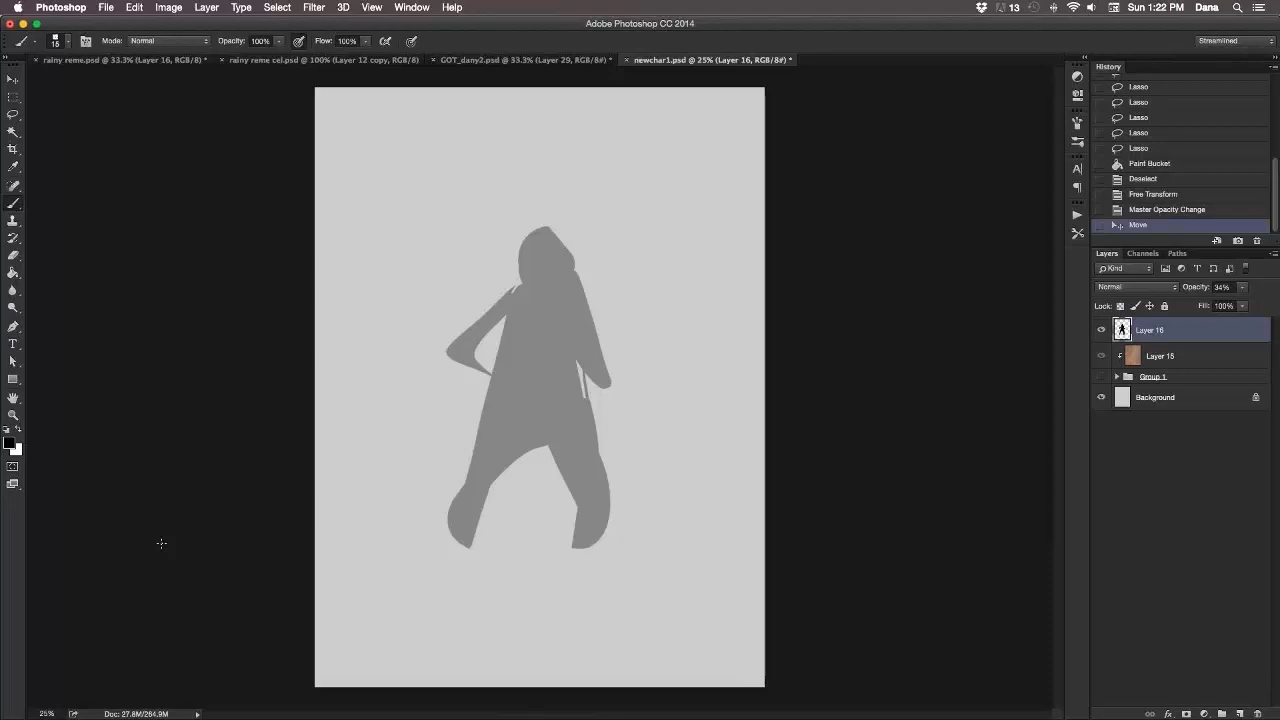 Photoshop File Edit Image Layer Type Select Filter 3D View Window Help 13 Sun 1:22 PM Dana
Adobe Photoshop CC 2014
15 Mode: Normal Opacity: 100% Flow: 100% Streamlined
× rainy reme.psd @ 33.3% (Layer 16, RGB/8) * × rainy reme cel.psd @ 100% (Layer 12 copy, RGB/8) × GOT_dany2.psd @ 33.3% (Layer 29, RGB/8#) * × newchar1.psd @ 25% (Layer 16, RGB/8#) *
History
Lasso
Lasso
Lasso
Lasso
Lasso
Paint Bucket
Deselect
Free Transform
Master Opacity Change
Move
Layers Channels Paths
Kind
Normal Opacity: 34%
Lock: Fill: 100%
Layer 16
Layer 15
Group 1
Background
25% Doc: 27.6M/284.9M